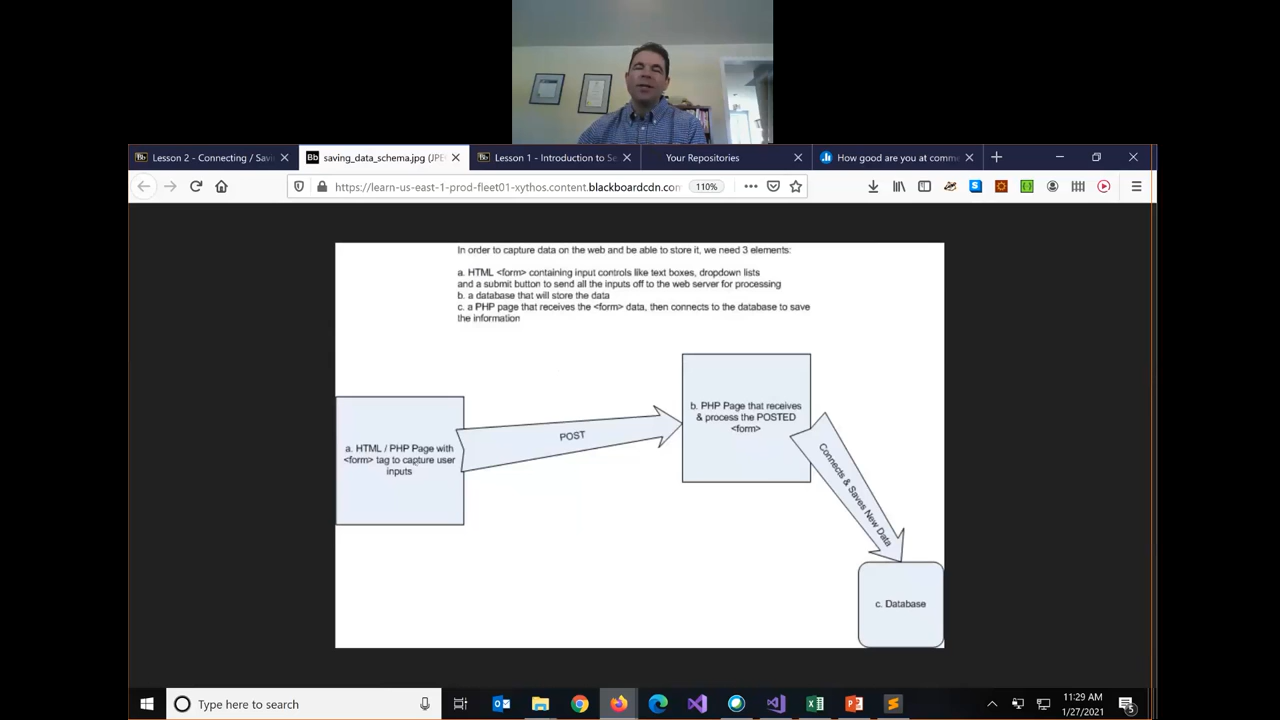 Lesson 2 - Connecting / Savi
saving_data_schema.jpg (JPE
Lesson 1 - Introduction to Se
Your Repositories
How good are you at comme
https://learn-us-east-1-prod-fleet01-xythos.content.blackboardcdn.co
110%
In order to capture data on the web and be able to store it, we need 3 elements:
a. HTML <form> containing input controls like text boxes, dropdown lists
and a submit button to send all the inputs off to the web server for processing
b. a database that will store the data
c. a PHP page that receives the <form> data, then connects to the database to save
the information
a. HTML / PHP Page with
<form> tag to capture user
inputs
POST
b. PHP Page that receives
& process the POSTED
<form>
Connects & Saves New Data
c. Database
Type here to search
11:29 AM
1/27/2021